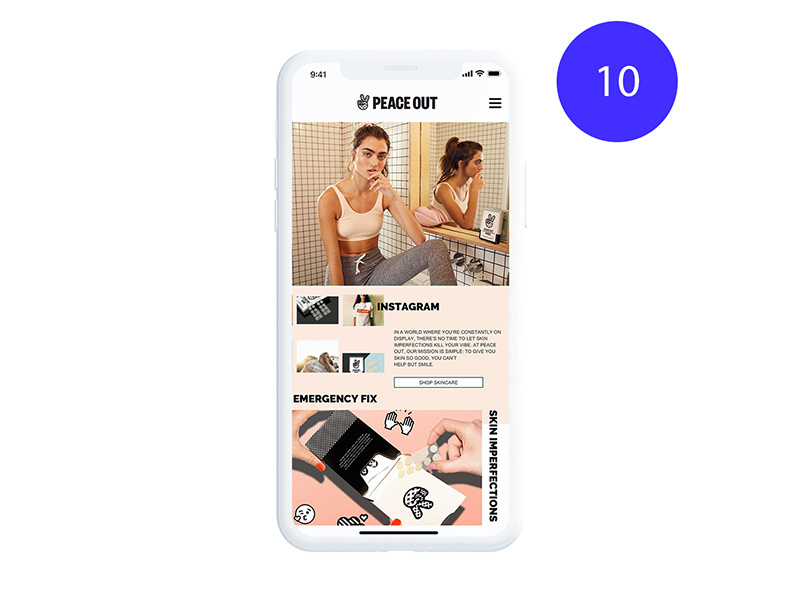 10
9:41
PEACE OUT
INSTAGRAM
IN A WORLD WHERE YOU'RE CONSTANTLY ON
DISPLAY, THERE'S NO TIME TO LET SKIN
IMPERFECTIONS KILL YOUR VIBE. AT PEACE
OUT, OUR MISSION IS SIMPLE: TO GIVE YOU
SKIN SO GOOD, YOU CAN'T
HELP BUT SMILE.
SHOP SKINCARE
EMERGENCY FIX
SKIN IMPERFECTIONS